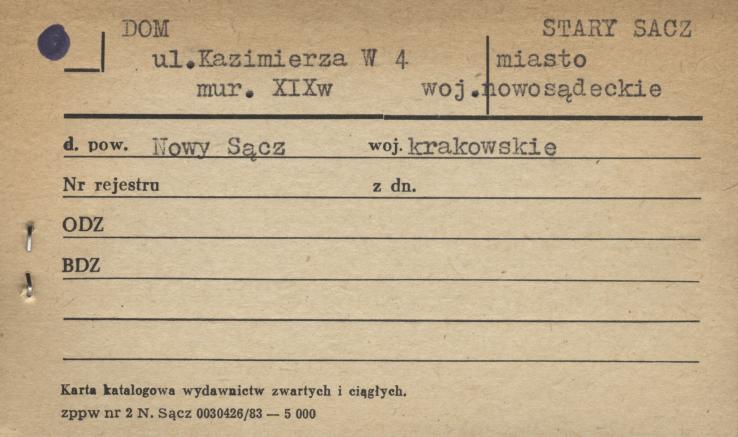 DOM STARY SACZ
ul.Kazimierza W 4 miasto
mur. XIXw woj.nowosądeckie
d. pow. Nowy Sącz woj. krakowskie
Nr rejestru z dn.
ODZ
BDZ
Karta katalogowa wydawnictw zwartych i ciągłych.
zppw nr 2 N. Sącz 0030426/83 — 5 000